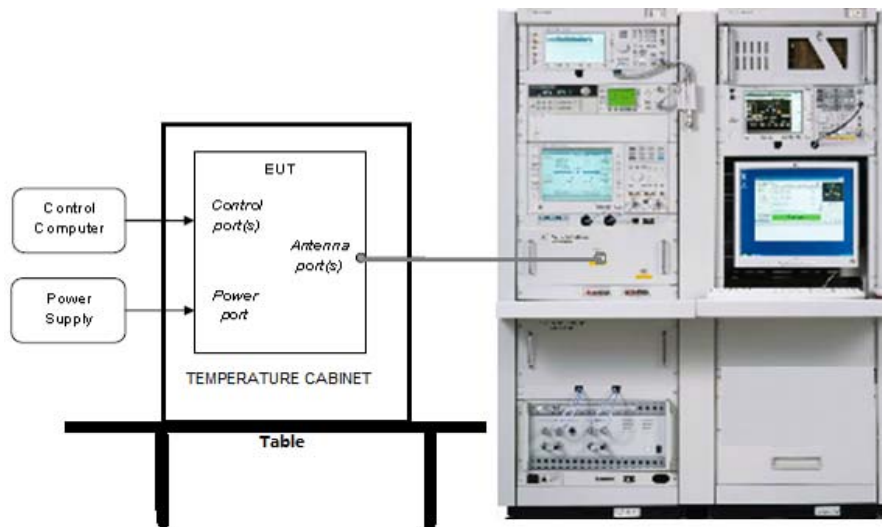 EUT
Control
Computer
Control
port(s)
Antenna
port(s)
Power
Supply
Power
port
TEMPERATURE CABINET
Table